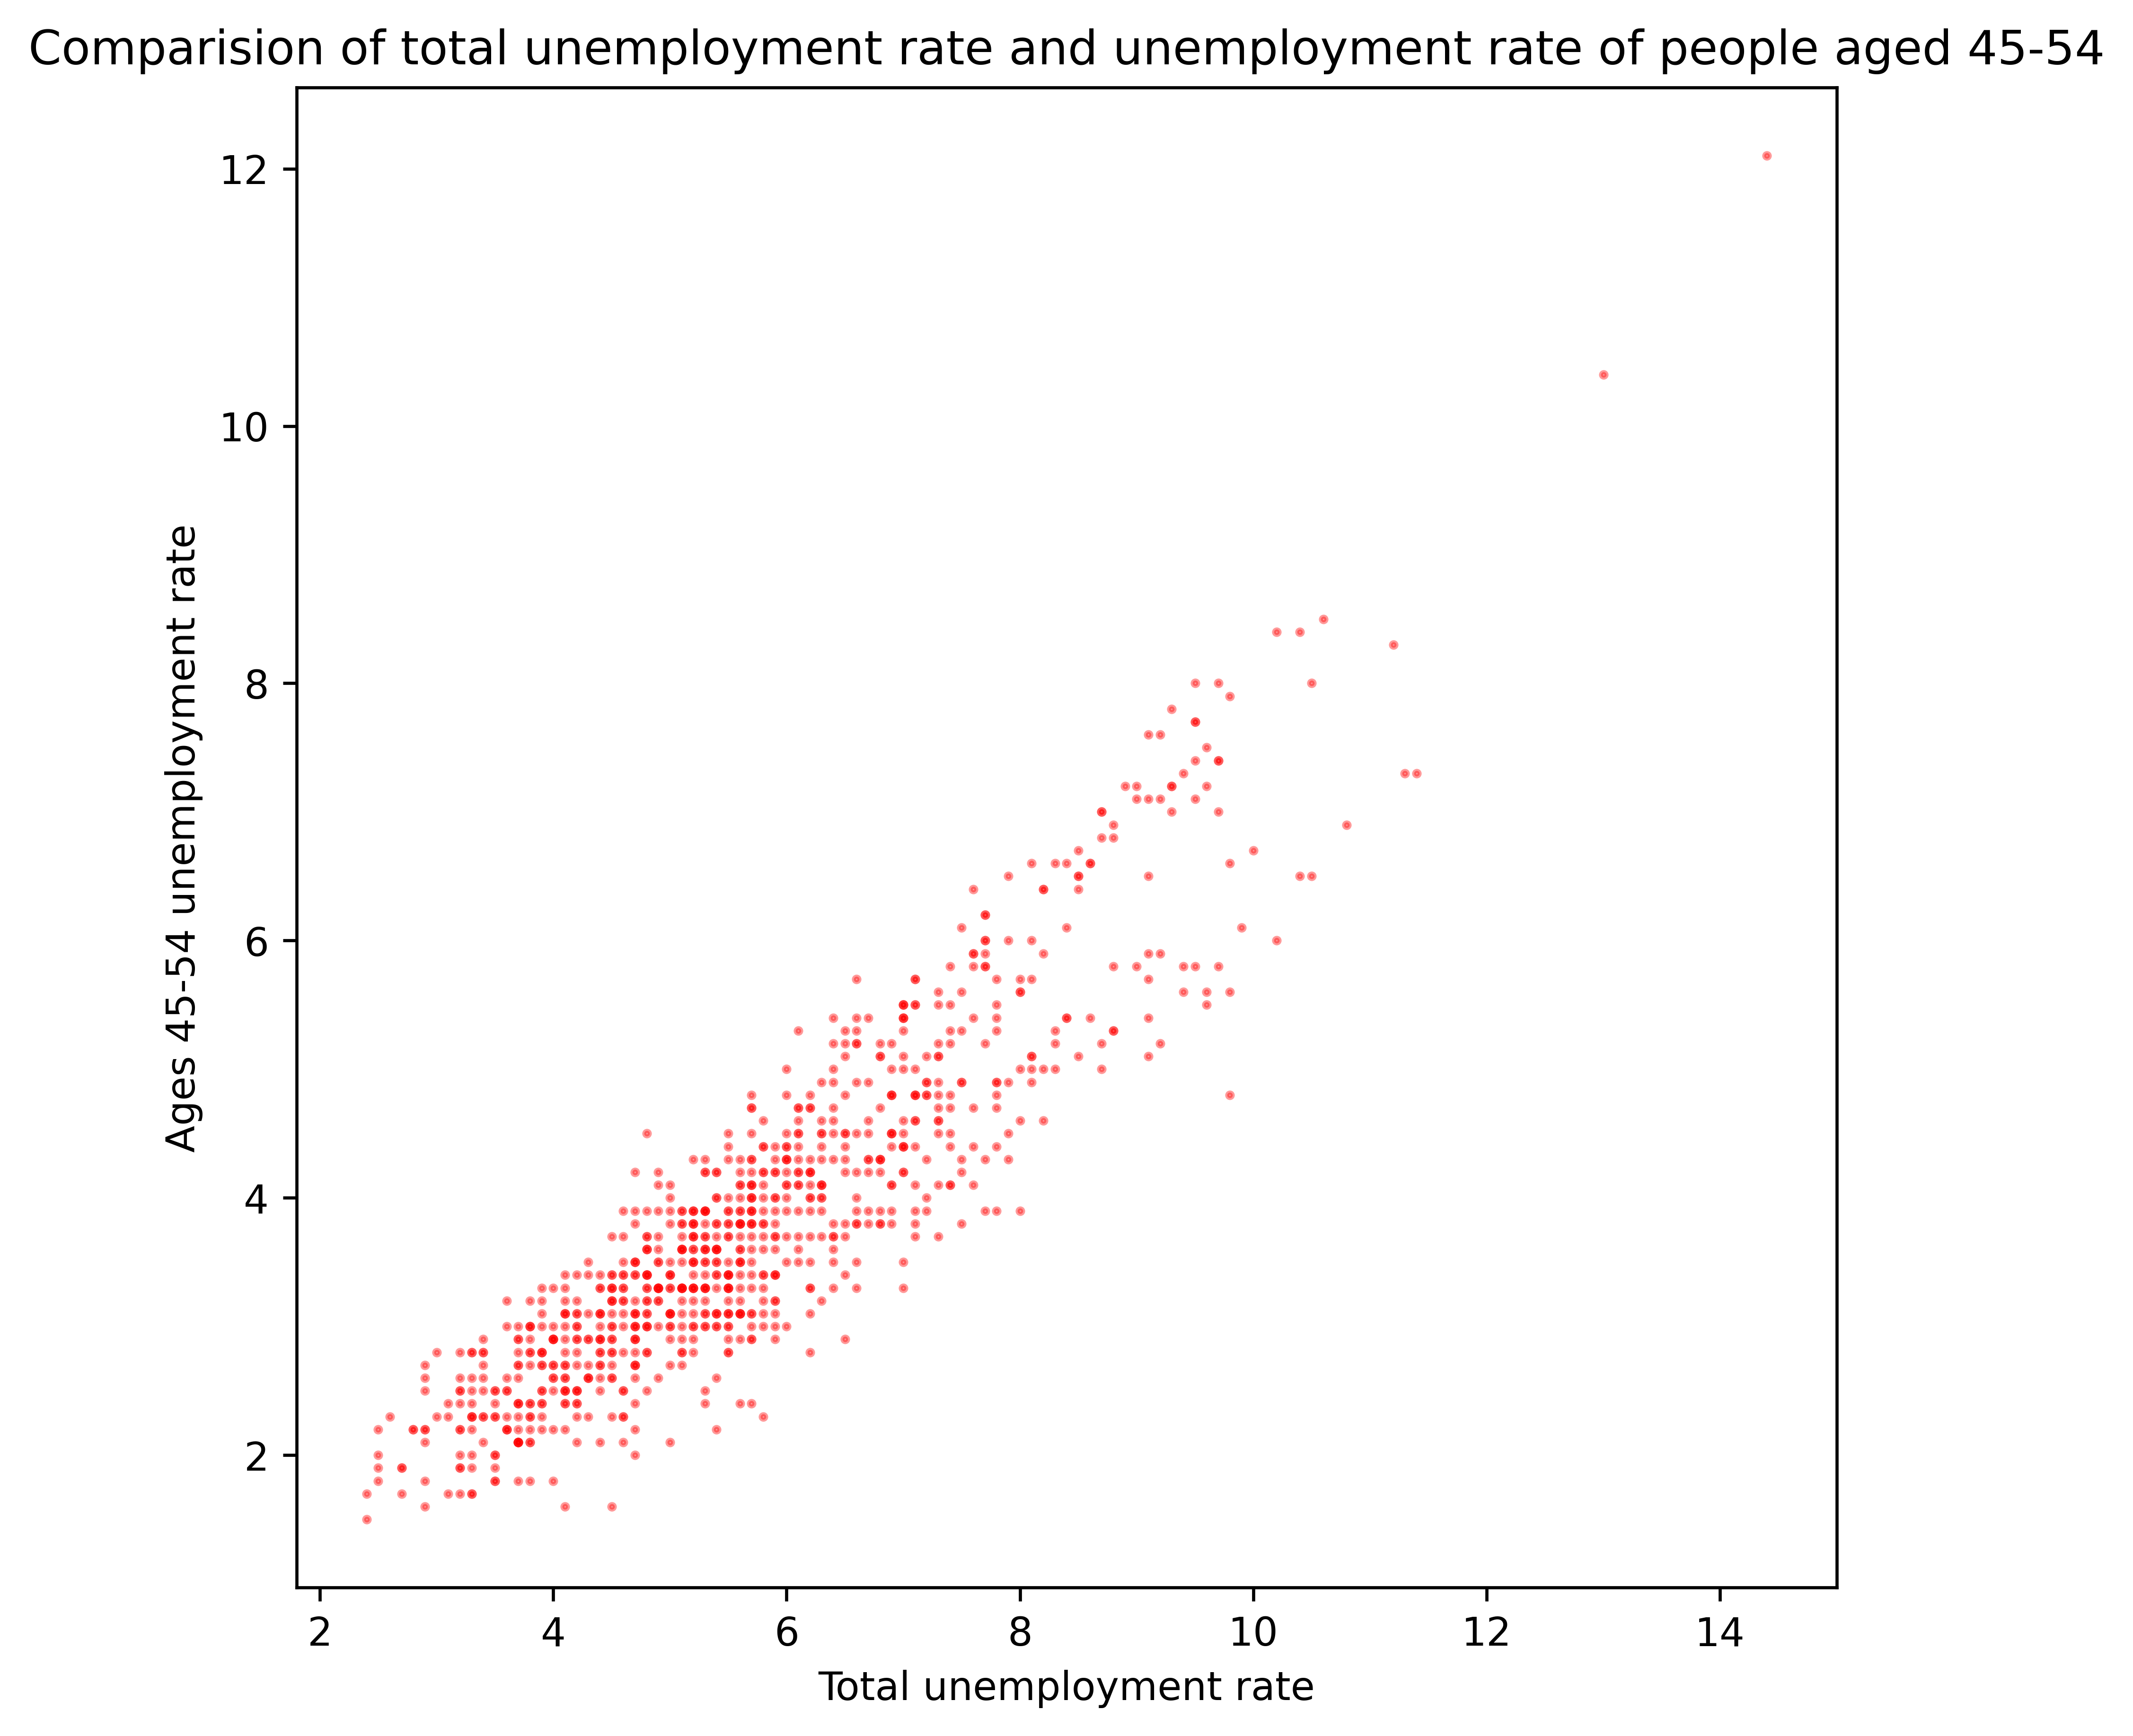 Comparision of total unemployment rate and unemployment rate of people aged 45-54
12
10
8
6
4
2
Ages 45-54 unemployment rate
2 4 6 8 10 12 14
Total unemployment rate